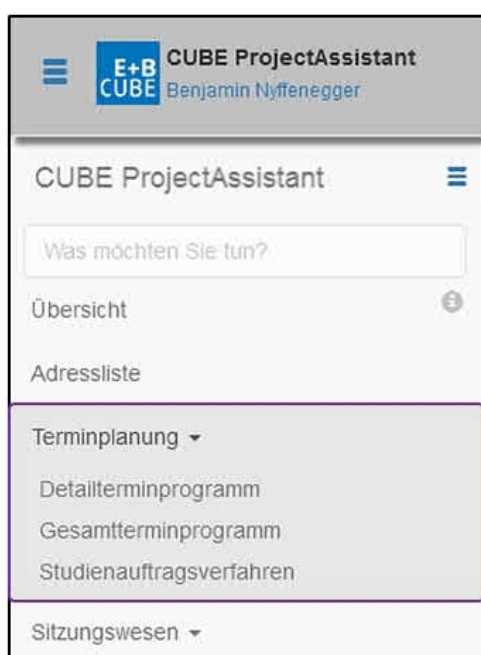 E+B
CUBE
CUBE ProjectAssistant
Benjamin Nyffenegger
CUBE ProjectAssistant
Was möchten Sie tun?
Übersicht
Adressliste
Terminplanung
Detailterminprogramm
Gesamtterminprogramm
Studienauftragsverfahren
Sitzungswesen